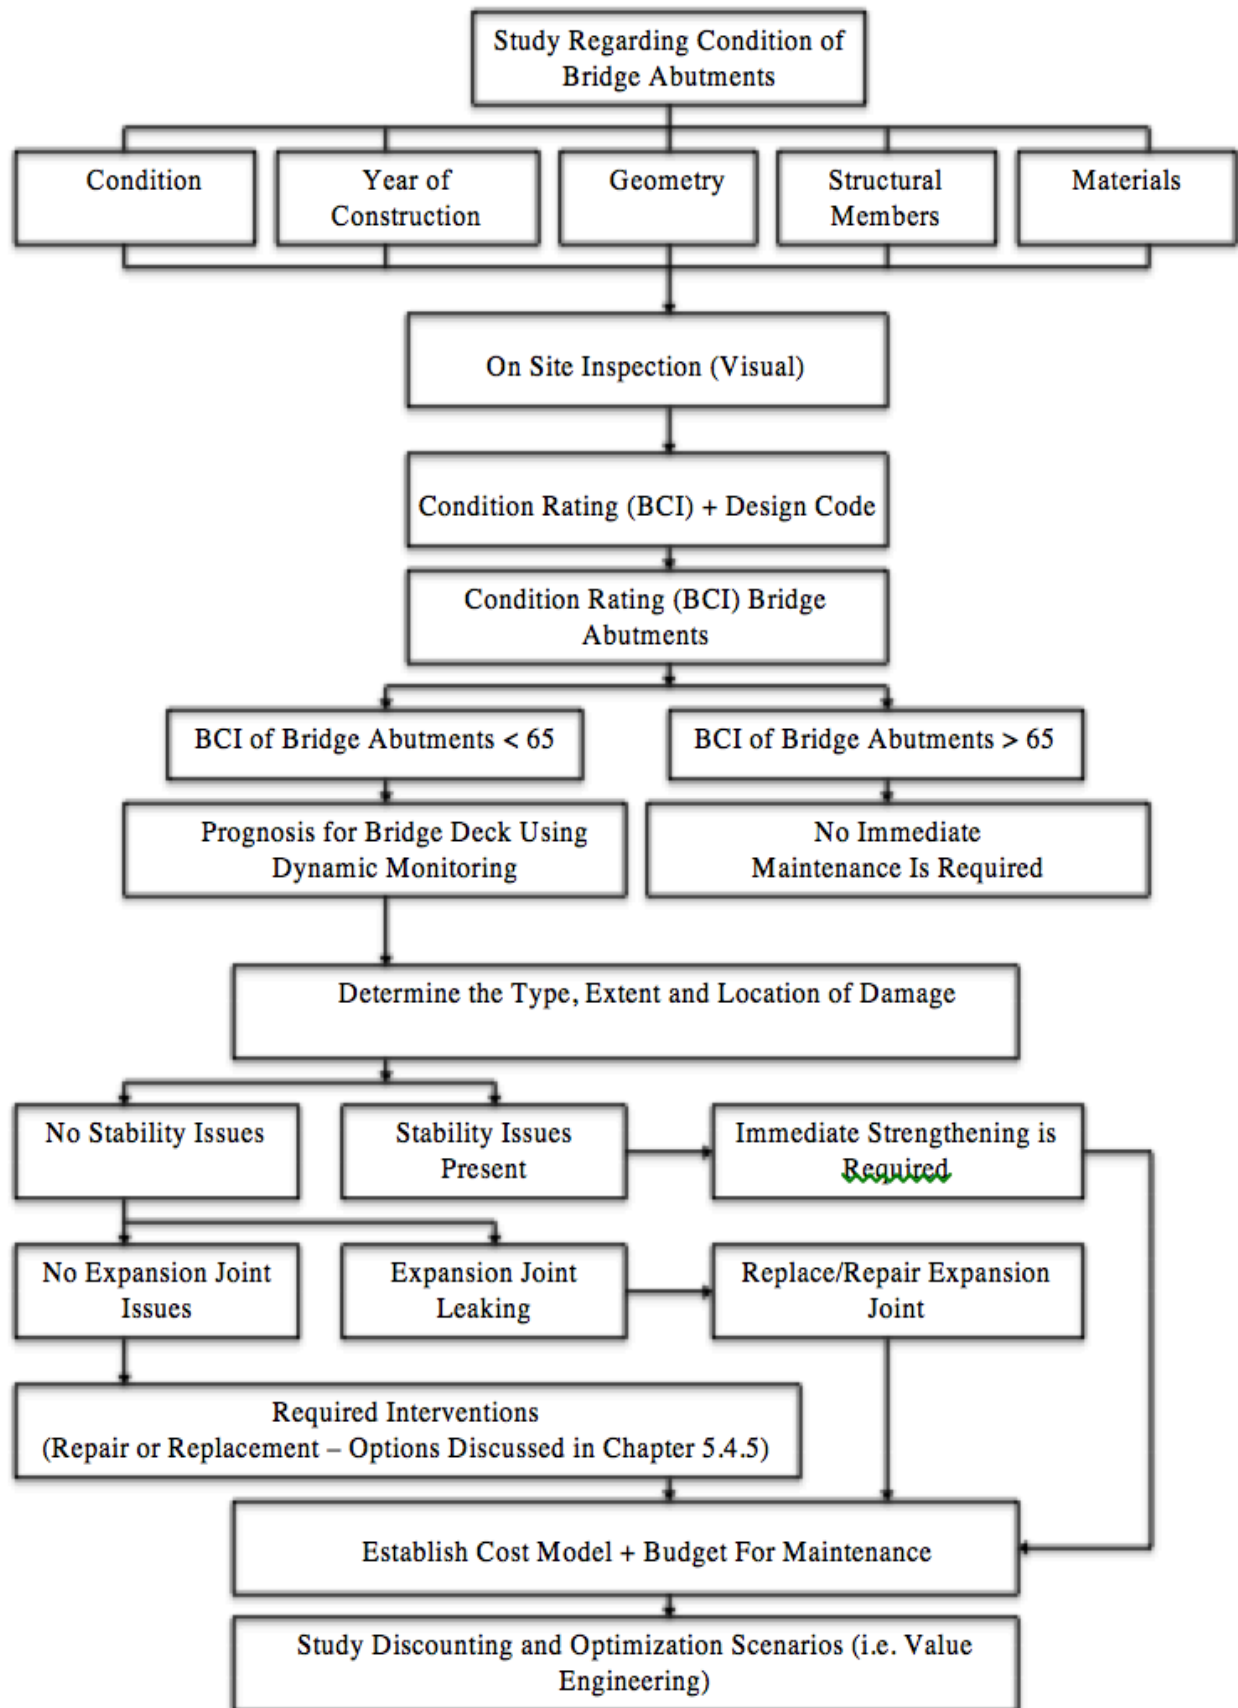 Study Regarding Condition of
Bridge Abutments
Condition
Year of
Construction
Geometry
Structural
Members
Materials
On Site Inspection (Visual)
Condition Rating (BCI) + Design Code
Condition Rating (BCI) Bridge
Abutments
BCI of Bridge Abutments < 65
BCI of Bridge Abutments > 65
Prognosis for Bridge Deck Using
Dynamic Monitoring
No Immediate
Maintenance Is Required
Determine the Type, Extent and Location of Damage
No Stability Issues
Stability Issues
Present
Immediate Strengthening is
Required
No Expansion Joint
Issues
Expansion Joint
Leaking
Replace/Repair Expansion
Joint
Required Interventions
(Repair or Replacement – Options Discussed in Chapter 5.4.5)
Establish Cost Model + Budget For Maintenance
Study Discounting and Optimization Scenarios (i.e. Value
Engineering)